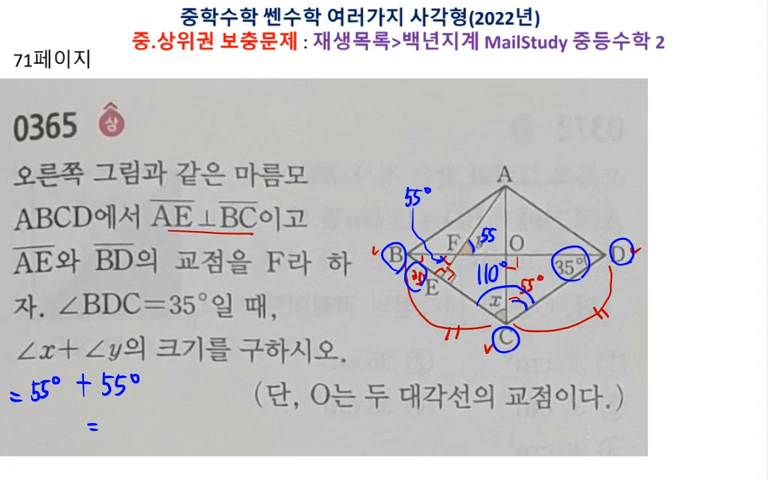 중학수학 쎈수학 여러가지 사각형(2022년)
중.상위권 보충문제 : 재생목록>백년지계 MailStudy 중등수학 2
71페이지
0365 상
오른쪽 그림과 같은 마름모
ABCD에서 AE⊥BC이고
AE와 BD의 교점을 F라 하
자. ∠BDC=35°일 때,
∠x+∠y의 크기를 구하시오.
(단, O는 두 대각선의 교점이다.)
= 55° + 55°
=
A
55°
F 55 O
B 35°
D
E 110° 55°
x
C